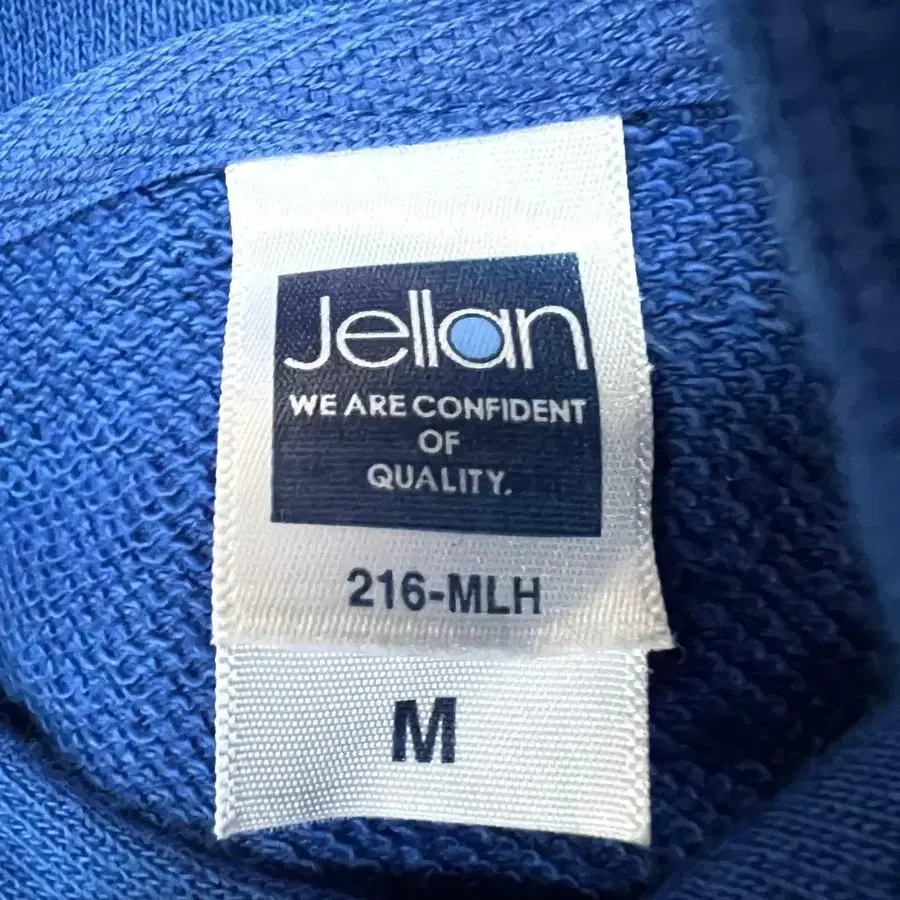 Jellan
WE ARE CONFIDENT
OF
QUALITY.
216-MLH
M